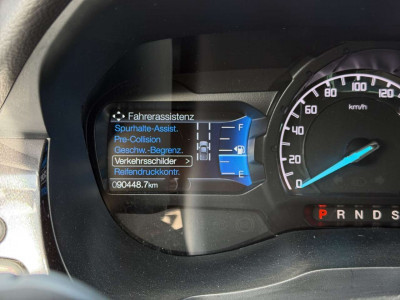 Fahrerassistenz
Spurhalte-Assist.
Pre-Collision
Geschw.-Begrenz.
Verkehrsschilder >
Reifendruckkontr.
090448.7km
F
E
0
20
40
60
80
100
120
km/h
P R N D S